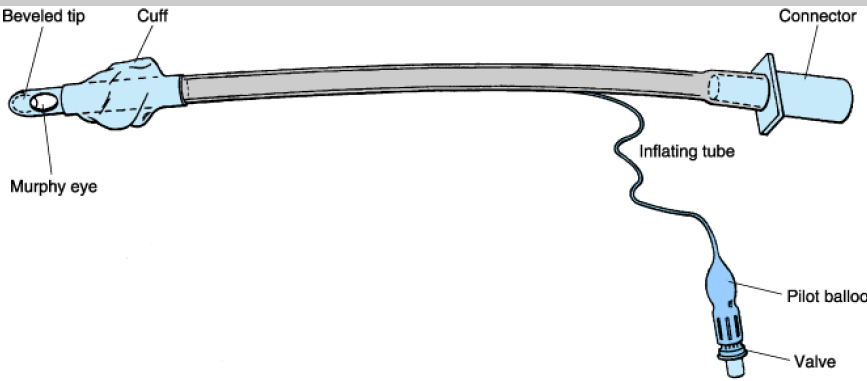 Beveled tip
Cuff
Connector
Inflating tube
Murphy eye
Pilot balloo
Valve